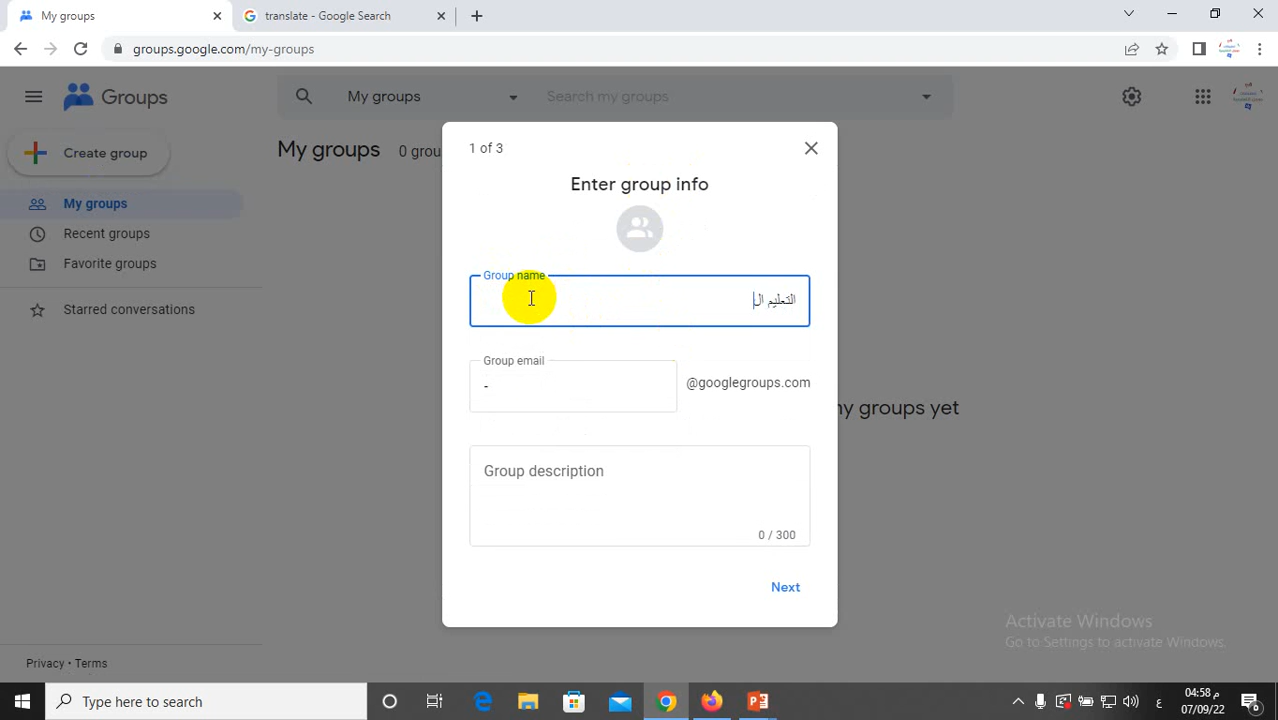 My groups
translate - Google Search
groups.google.com/my-groups
Groups
My groups
Search my groups
Create group
My groups
0 grou
1 of 3
Enter group info
My groups
Recent groups
Favorite groups
Starred conversations
Group name
التعليم ال
Group email
-
@googlegroups.com
my groups yet
Group description
0 / 300
Next
Activate Windows
Go to Settings to activate Windows.
Privacy • Terms
Type here to search
ع
04:58 م
07/09/22
6